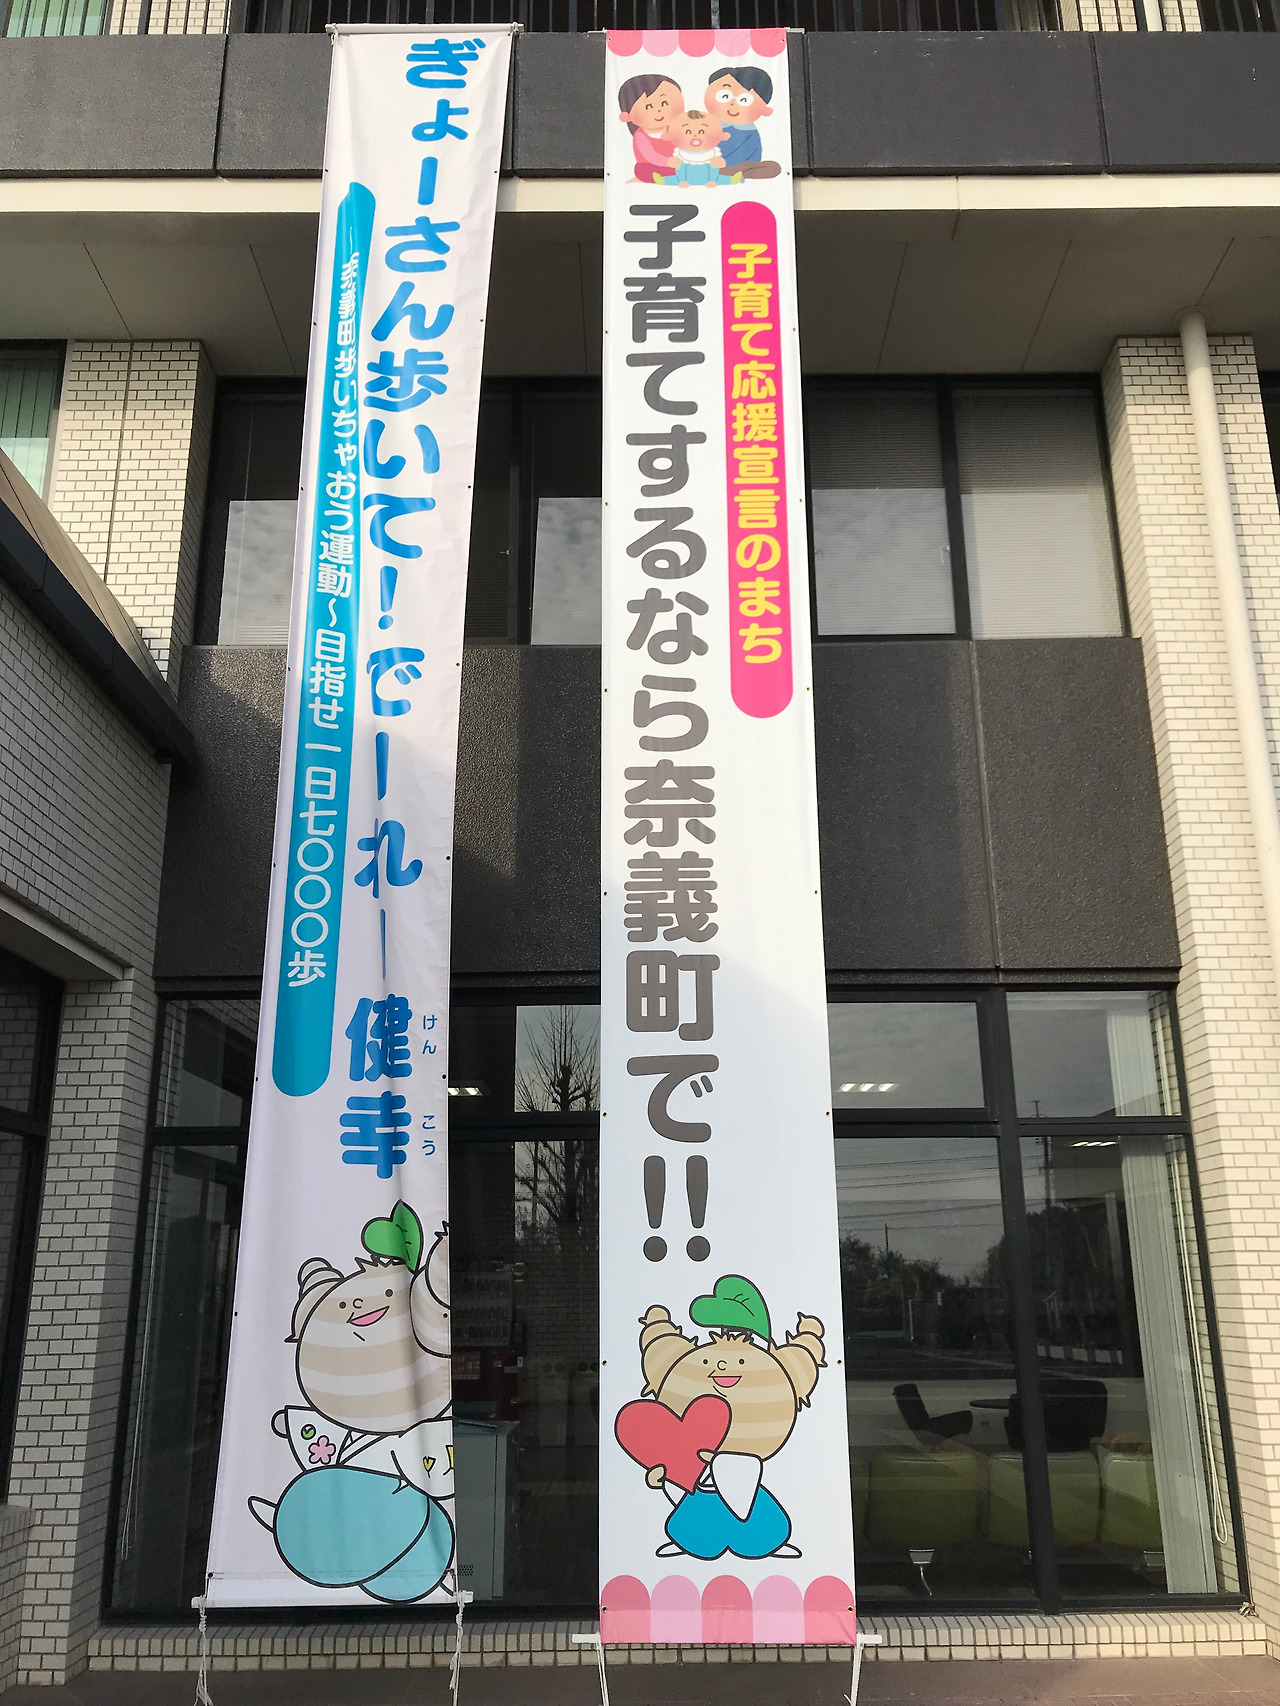 子育て応援宣言のまち
子育てするなら奈義町で!!
ぎょーさん歩いて!でーれー健幸
けん
こう
～奈義町歩いちゃおう運動～目指せ一日七〇〇〇歩